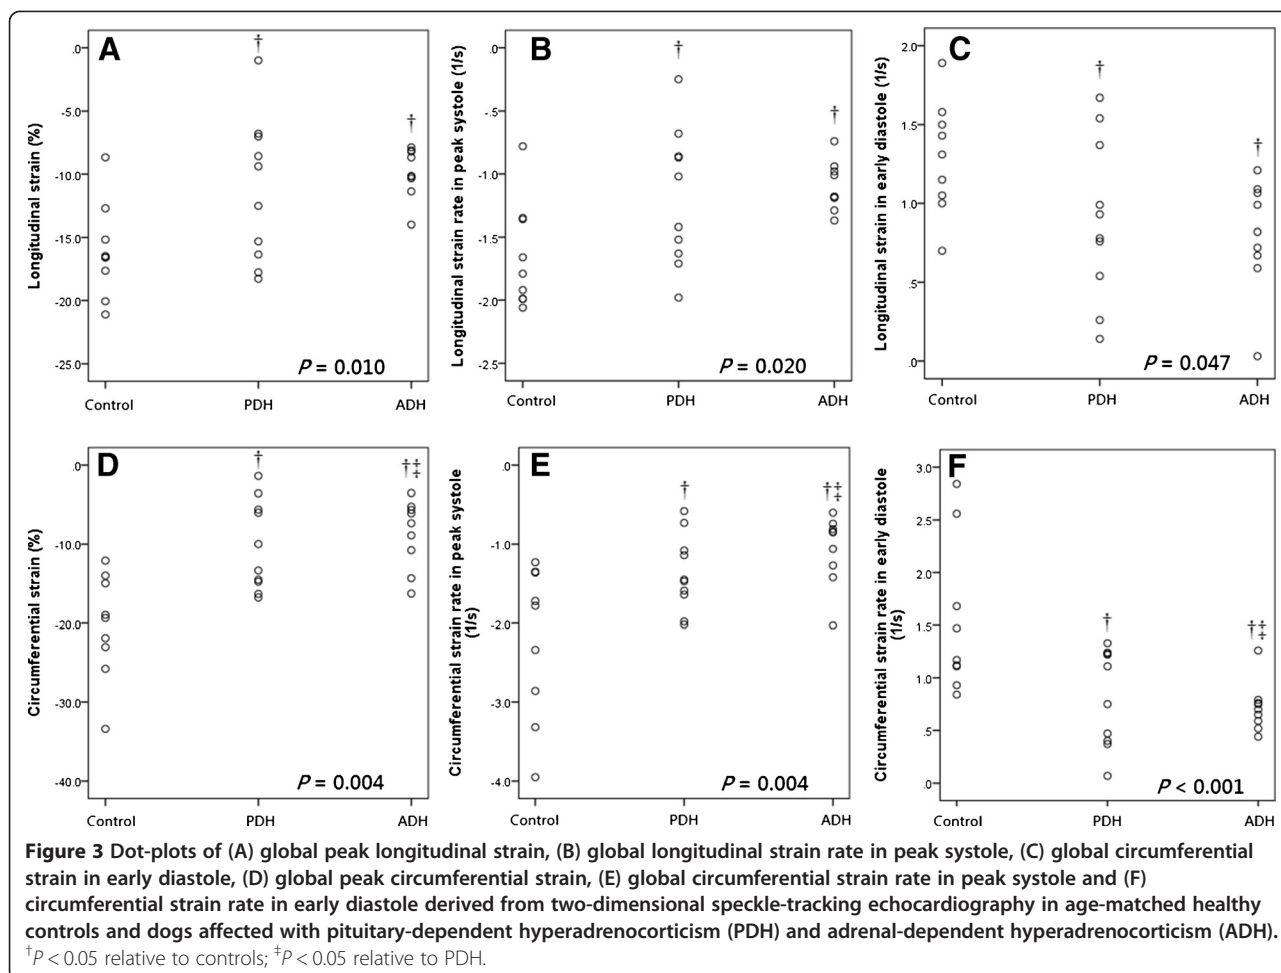 A
†
†
.0
-5.0
-10.0
-15.0
-20.0
-25.0
Longitudinal strain (%)
P = 0.010
Control PDH ADH
B
†
†
.0
-.5
-1.0
-1.5
-2.0
-2.5
Longitudinal strain rate in peak systole (1/s)
P = 0.020
Control PDH ADH
C
†
†
2.0
1.5
1.0
.5
.0
Longitudinal strain in early diastole (1/s)
P = 0.047
Control PDH ADH
D
†
†‡
.0
-10.0
-20.0
-30.0
-40.0
Circumferential strain (%)
P = 0.004
Control PDH ADH
E
†
†‡
.0
-1.0
-2.0
-3.0
-4.0
Circumferential strain rate in peak systole
(1/s)
P = 0.004
Control PDH ADH
F
†
†‡
3.0
2.5
2.0
1.5
1.0
.5
.0
Circumferential strain rate in early diastole
(1/s)
P < 0.001
Control PDH ADH
Figure 3 Dot-plots of (A) global peak longitudinal strain, (B) global longitudinal strain rate in peak systole, (C) global circumferential
strain in early diastole, (D) global peak circumferential strain, (E) global circumferential strain rate in peak systole and (F)
circumferential strain rate in early diastole derived from two-dimensional speckle-tracking echocardiography in age-matched healthy
controls and dogs affected with pituitary-dependent hyperadrenocorticism (PDH) and adrenal-dependent hyperadrenocorticism (ADH).
†P < 0.05 relative to controls; ‡P < 0.05 relative to PDH.